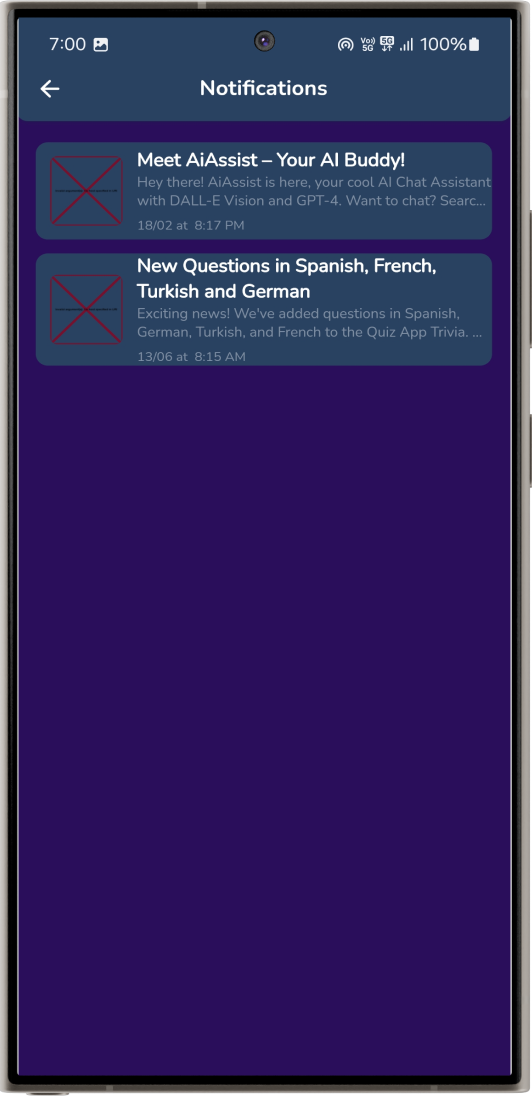 7:00
Vo))
5G
5G
100%
Notifications
Meet AiAssist – Your AI Buddy!
Hey there! AiAssist is here, your cool AI Chat Assistant
with DALL-E Vision and GPT-4. Want to chat? Searc...
18/02 at 8:17 PM
New Questions in Spanish, French,
Turkish and German
Exciting news! We've added questions in Spanish,
German, Turkish, and French to the Quiz App Trivia. ...
13/06 at 8:15 AM